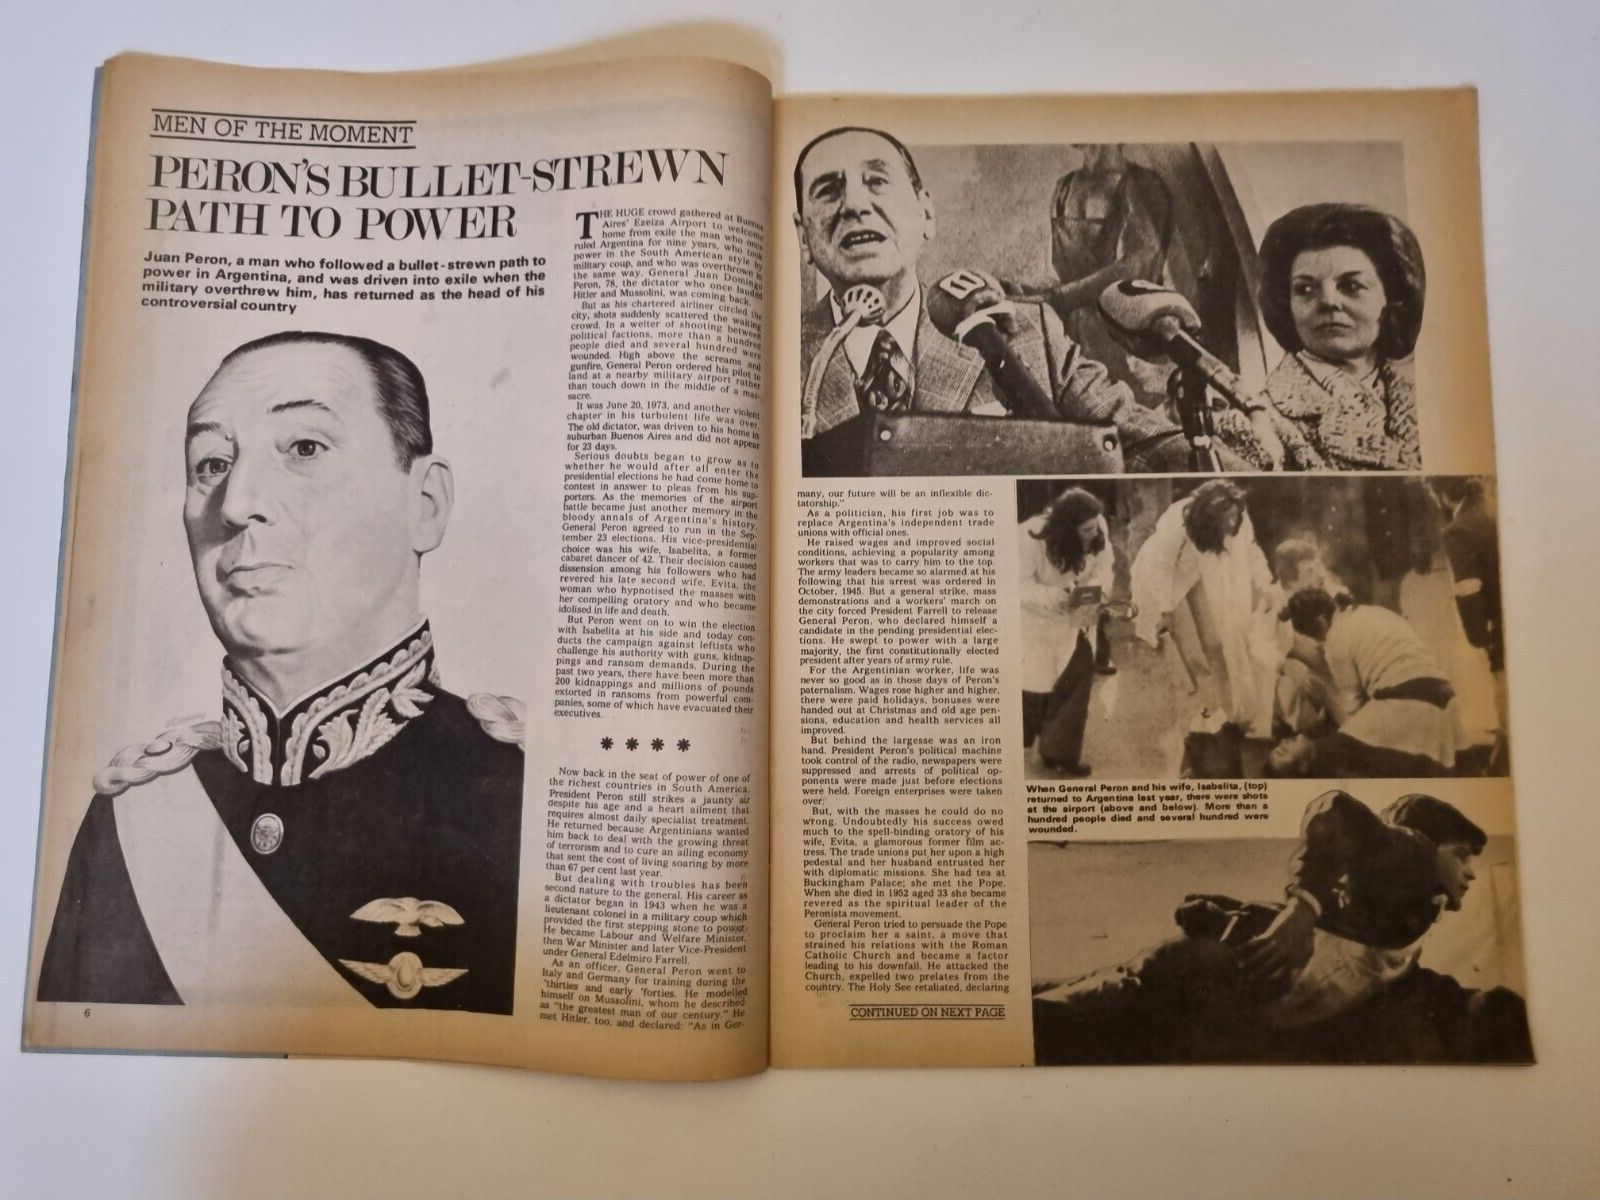 MEN OF THE MOMENT
PERON'S BULLET-STREWN
PATH TO POWER
Juan Peron, a man who followed a bullet-strewn path to
power in Argentina, and was driven into exile when the
military overthrew him, has returned as the head of his
controversial country
THE HUGE crowd gathered at Buenos
Aires' Ezeiza Airport to welcome
home from exile the man who once
ruled Argentina for nine years, who took
power in the South American style by
military coup, and who was overthrown in
the same way. General Juan Domingo
Peron, 78, the dictator who once lauded
Hitler and Mussolini, was coming back.
But as his chartered airliner circled the
city, shots suddenly scattered the waiting
crowd. In a welter of shooting between
political factions, more than a hundred
people died and several hundred were
wounded. High above the screams and
gunfire, General Peron ordered his pilot to
land at a nearby military airport rather
than touch down in the middle of a mas-
sacre.
It was June 20, 1973, and another violent
chapter in his turbulent life was over.
The old dictator, was driven to his home in
suburban Buenos Aires and did not appear
for 23 days.
Serious doubts began to grow as to
whether he would after all enter the
presidential elections he had come home to
contest in answer to pleas from his sup-
porters. As the memories of the airport
battle became just another memory in the
bloody annals of Argentina's history,
General Peron agreed to run in the Sep-
tember 23 elections. His vice-presidential
choice was his wife, Isabelita, a former
cabaret dancer of 42. Their decision caused
dissension among his followers who had
revered his late second wife, Evita, the
woman who hypnotised the masses with
her compelling oratory and who became
idolised in life and death.
But Peron went on to win the election
with Isabelita at his side and today con-
ducts the campaign against leftists who
challenge his authority with guns, kidnap-
pings and ransom demands. During the
past two years, there have been more than
200 kidnappings and millions of pounds
extorted in ransoms from powerful com-
panies, some of which have evacuated their
executives.
* * * *
Now back in the seat of power of one of
the richest countries in South America,
President Peron still strikes a jaunty air
despite his age and a heart ailment that
requires almost daily specialist treatment.
He returned because Argentinians wanted
him back to deal with the growing threat
of terrorism and to cure an ailing economy
that sent the cost of living soaring by more
than 67 per cent last year.
But dealing with troubles has been
second nature to the general. His career as
a dictator began in 1943 when he was a
lieutenant colonel in a military coup which
provided the first stepping stone to power.
He became Labour and Welfare Minister,
then War Minister and later Vice-President
under General Edelmiro Farrell.
As an officer, General Peron went to
Italy and Germany for training during the
'thirties and early 'forties. He modelled
himself on Mussolini, whom he described
as "the greatest man of our century." He
met Hitler, too, and declared: "As in Ger-
6
many, our future will be an inflexible dic-
tatorship."
As a politician, his first job was to
replace Argentina's independent trade
unions with official ones.
He raised wages and improved social
conditions, achieving a popularity among
workers that was to carry him to the top.
The army leaders became so alarmed at his
following that his arrest was ordered in
October, 1945. But a general strike, mass
demonstrations and a workers' march on
the city forced President Farrell to release
General Peron, who declared himself a
candidate in the pending presidential elec-
tions. He swept to power with a large
majority, the first constitutionally elected
president after years of army rule.
For the Argentinian worker, life was
never so good as in those days of Peron's
paternalism. Wages rose higher and higher,
there were paid holidays, bonuses were
handed out at Christmas and old age pen-
sions, education and health services all
improved.
But behind the largesse was an iron
hand. President Peron's political machine
took control of the radio, newspapers were
suppressed and arrests of political op-
ponents were made just before elections
were held. Foreign enterprises were taken
over.
But, with the masses he could do no
wrong. Undoubtedly his success owed
much to the spell-binding oratory of his
wife, Evita, a glamorous former film ac-
tress. The trade unions put her upon a high
pedestal and her husband entrusted her
with diplomatic missions. She had tea at
Buckingham Palace; she met the Pope.
When she died in 1952 aged 33 she became
revered as the spiritual leader of the
Peronista movement.
General Peron tried to persuade the Pope
to proclaim her a saint, a move that
strained his relations with the Roman
Catholic Church and became a factor
leading to his downfall. He attacked the
Church, expelled two prelates from the
country. The Holy See retaliated, declaring
CONTINUED ON NEXT PAGE
When General Peron and his wife, Isabelita, (top)
returned to Argentina last year, there were shots
at the airport (above and below). More than a
hundred people died and several hundred were
wounded.